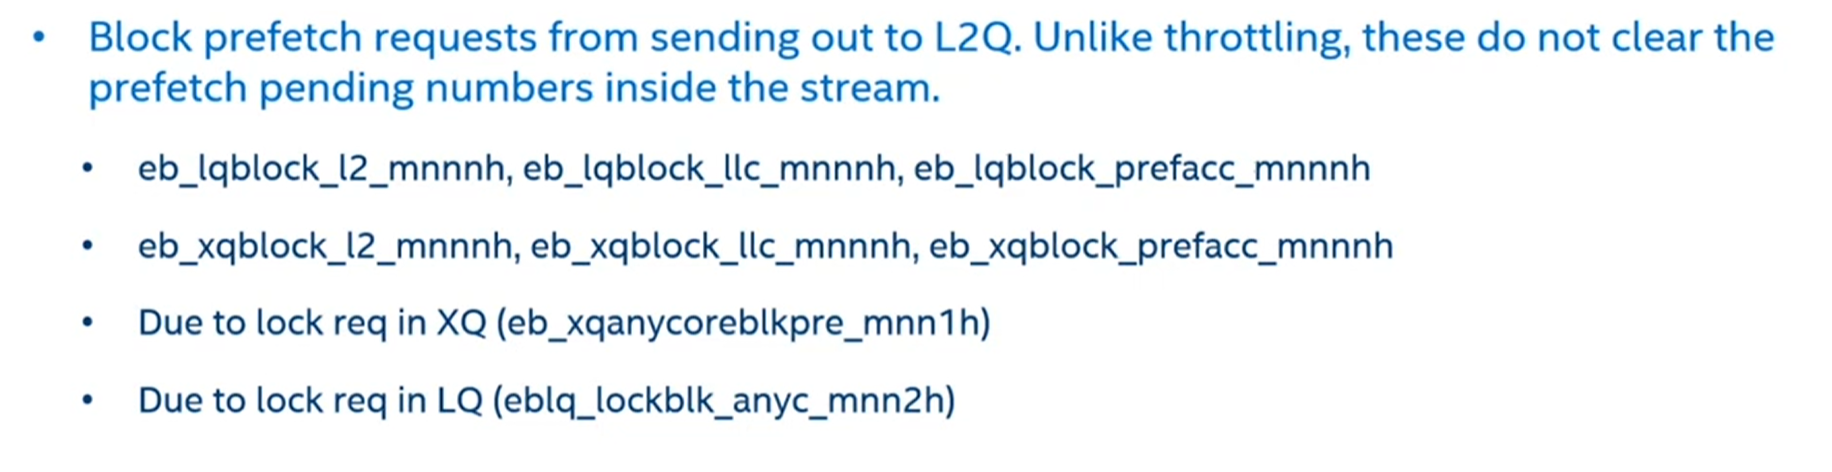 • Block prefetch requests from sending out to L2Q. Unlike throttling, these do not clear the
prefetch pending numbers inside the stream.
• eb_lqblock_l2_mnnnh, eb_lqblock_llc_mnnnh, eb_lqblock_prefacc_mnnnh
• eb_xqblock_l2_mnnnh, eb_xqblock_llc_mnnnh, eb_xqblock_prefacc_mnnnh
• Due to lock req in XQ (eb_xqanycoreblkpre_mnn1h)
• Due to lock req in LQ (eblq_lockblk_anyc_mnn2h)